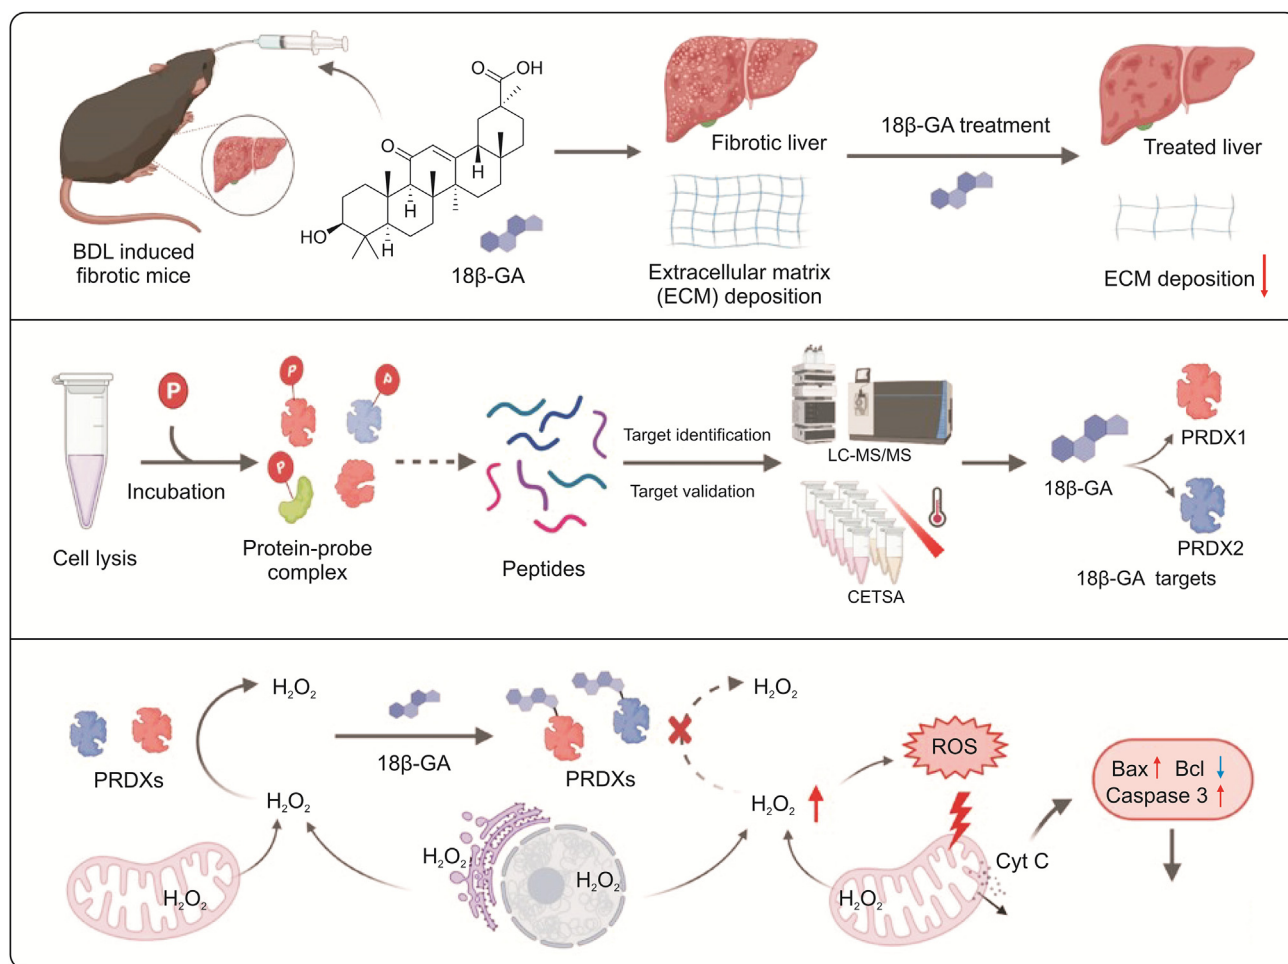 O
OH
O
H
H
HO
H
BDL induced
fibrotic mice
18β-GA
Fibrotic liver
Extracellular matrix
(ECM) deposition
18β-GA treatment
Treated liver
ECM deposition
P
P
P
P
Cell lysis
Incubation
Protein-probe
complex
Peptides
Target identification
Target validation
LC-MS/MS
CETSA
18β-GA
PRDX1
PRDX2
18β-GA targets
PRDXs
H₂O₂
H₂O₂
H₂O₂
18β-GA
PRDXs
H₂O₂
H₂O₂
H₂O₂
H₂O₂
H₂O₂
ROS
Cyt C
Bax ↑ Bcl ↓
Caspase 3 ↑